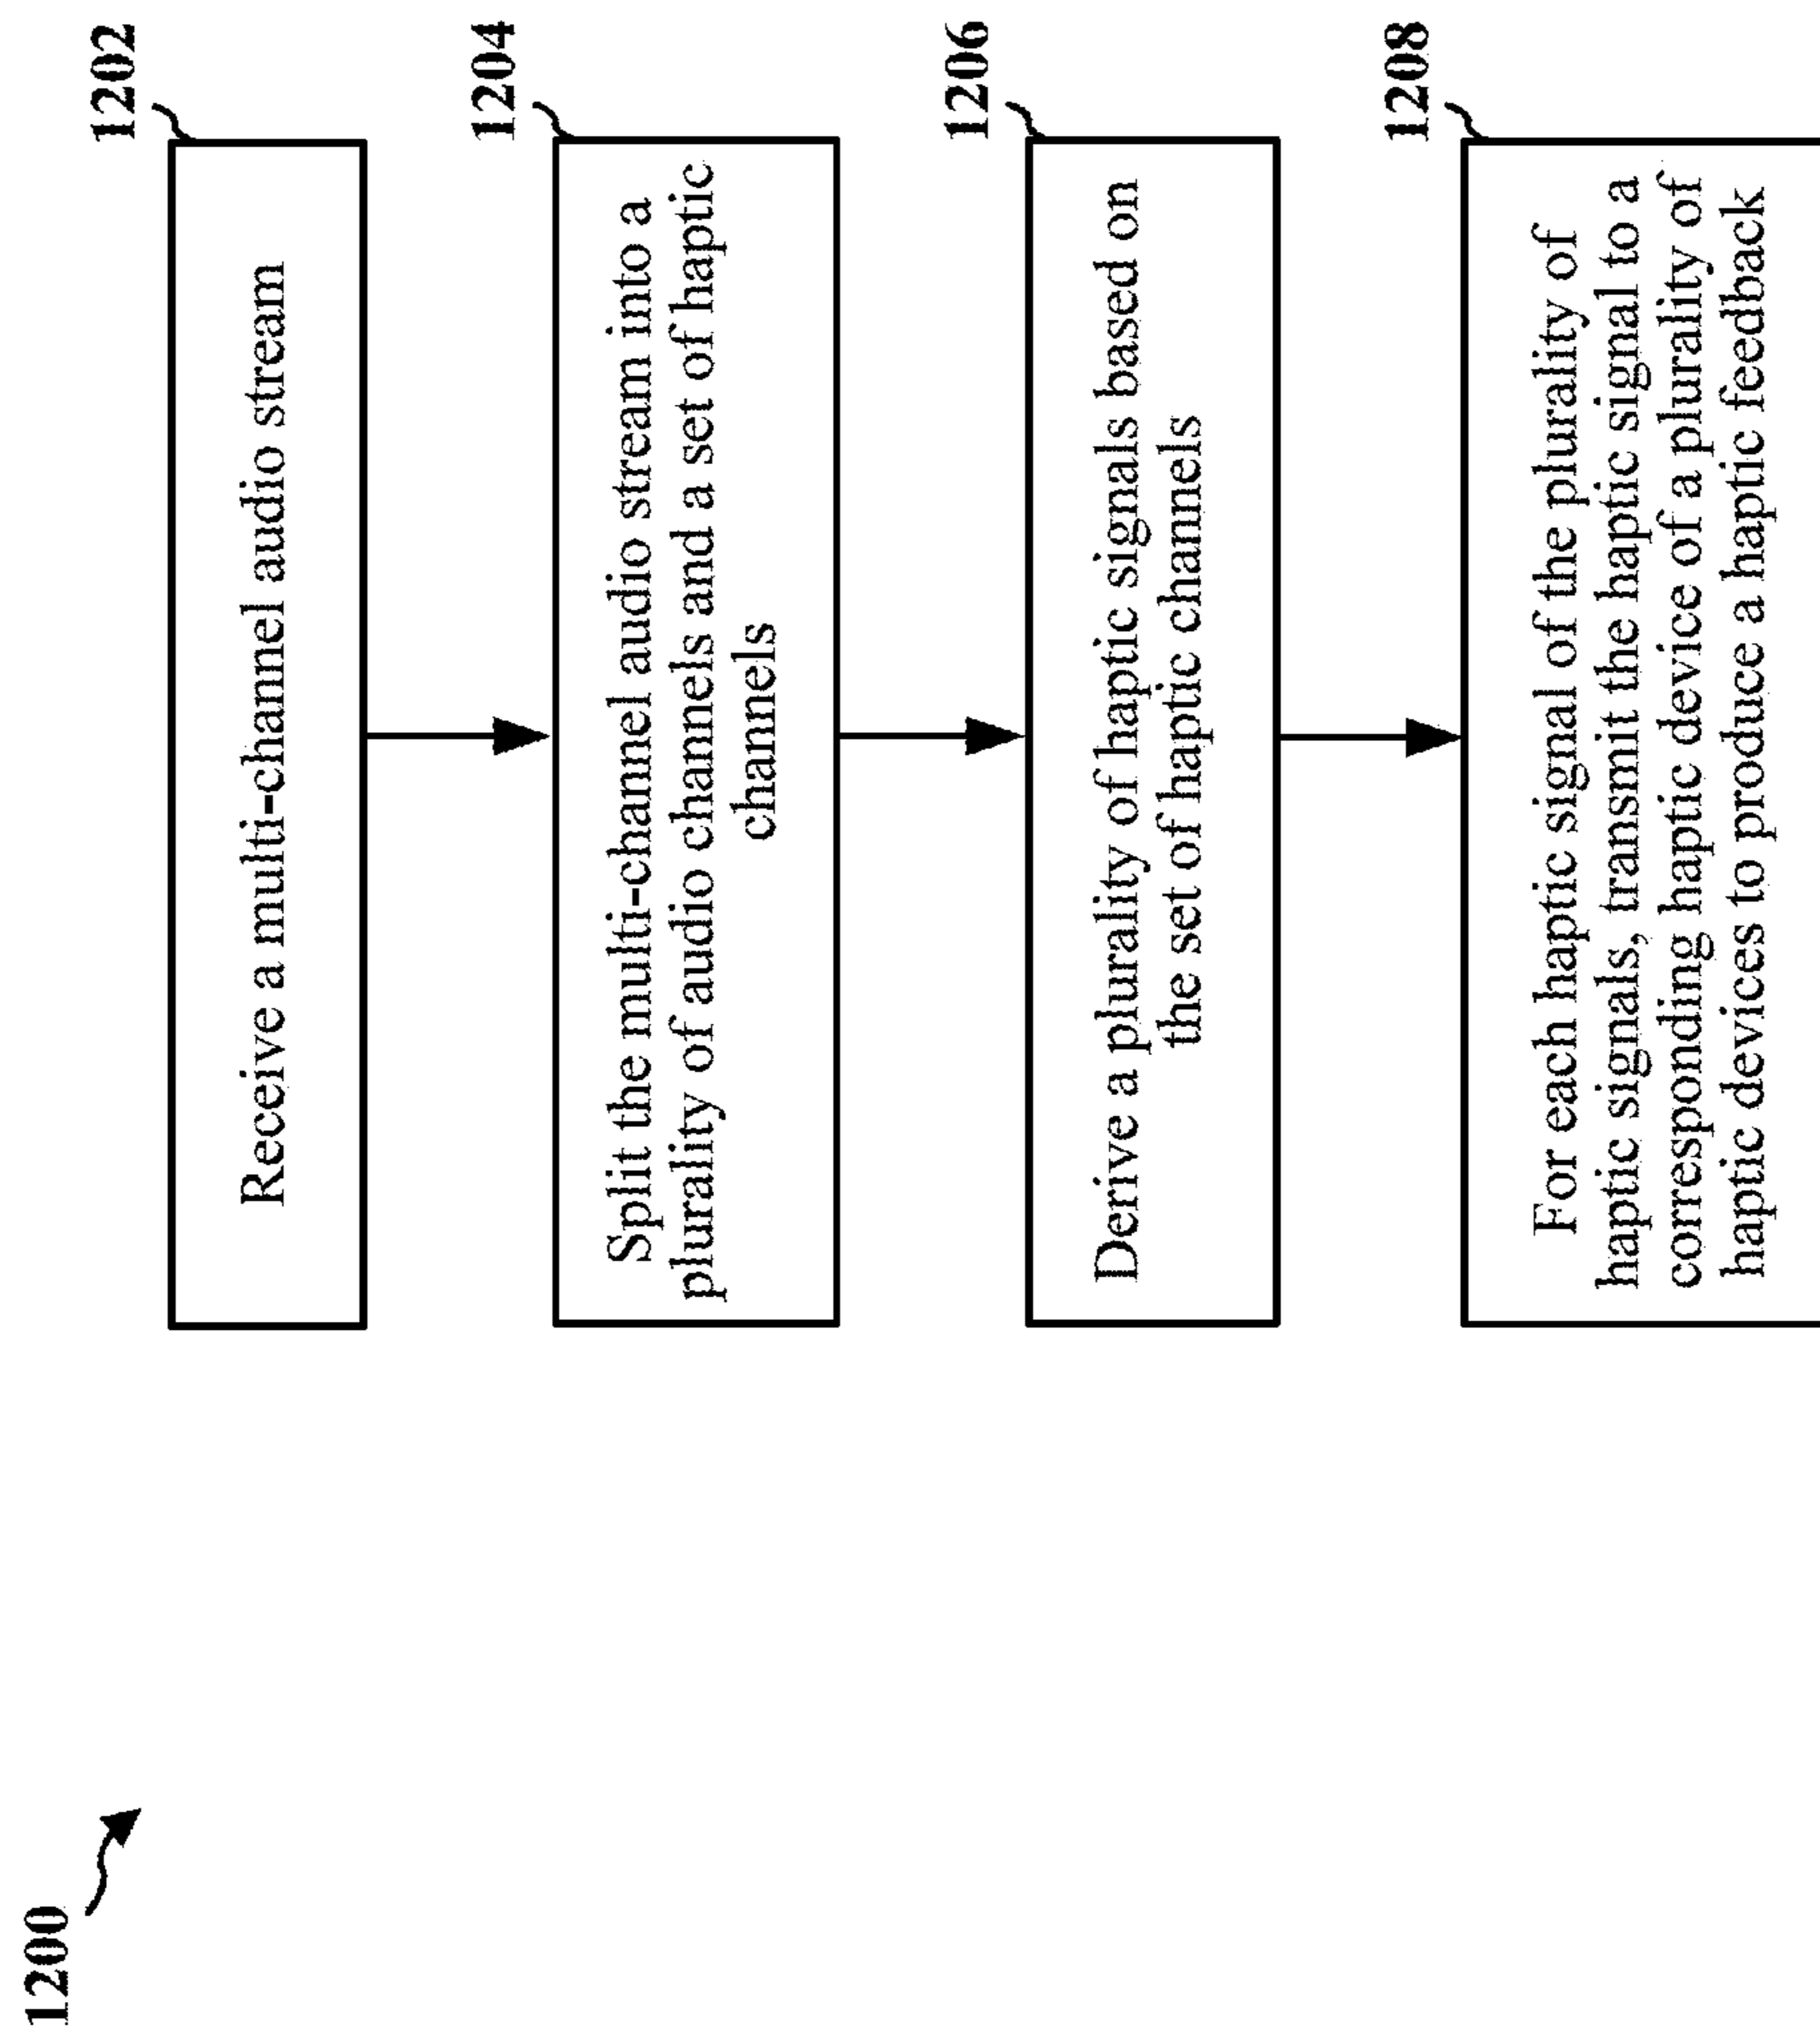 1200
1202
Receive a multi-channel audio stream
1204
Split the multi-channel audio stream into a
plurality of audio channels and a set of haptic
channels
1206
Derive a plurality of haptic signals based on
the set of haptic channels
1208
For each haptic signal of the plurality of
haptic signals, transmit the haptic signal to a
corresponding haptic device of a plurality of
haptic devices to produce a haptic feedback